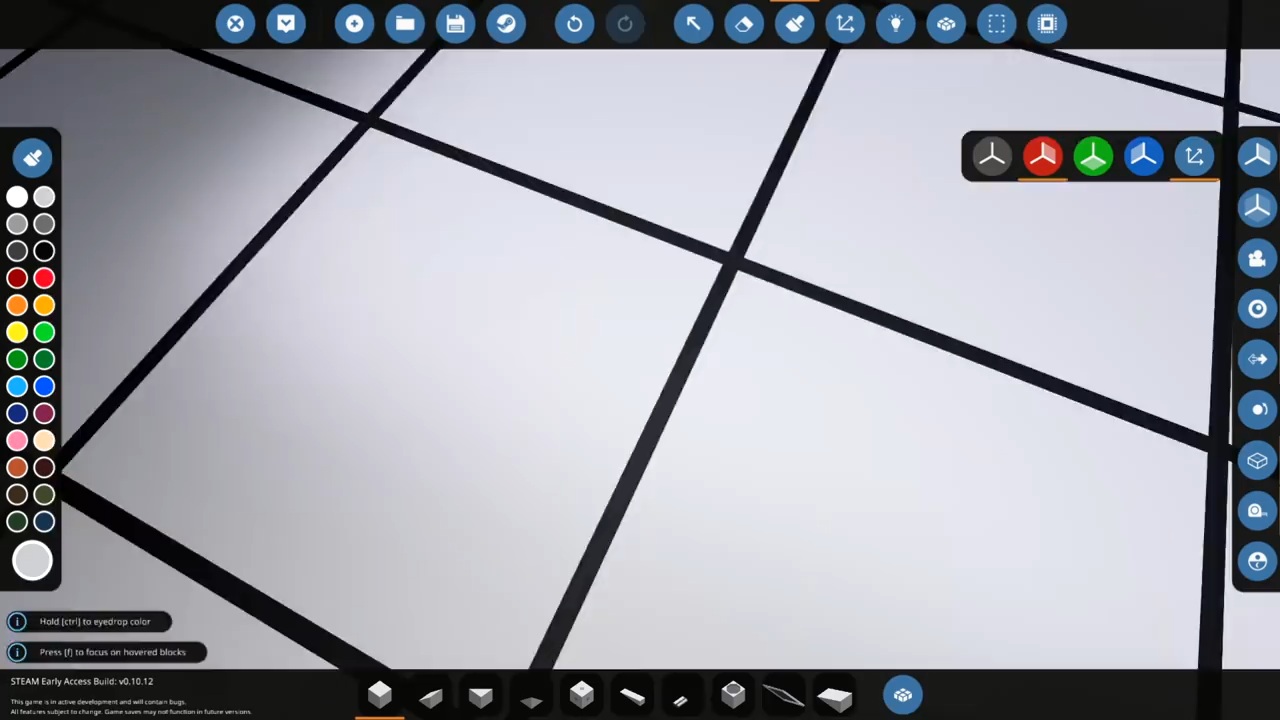 Hold [ctrl] to eyedrop color
Press [f] to focus on hovered blocks
STEAM Early Access Build: v0.10.12
This game is in active development and will contain bugs.
All features subject to change. Game saves may not function in future versions.